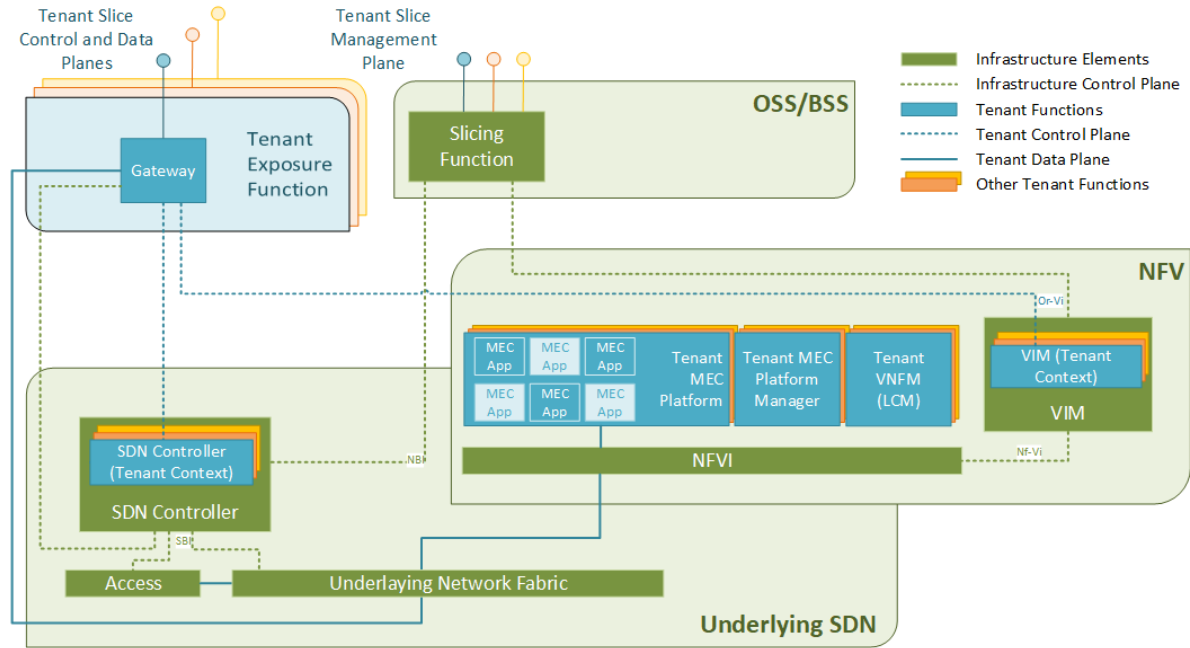 Tenant Slice
Control and Data
Planes
Tenant Slice
Management
Plane
Infrastructure Elements
Infrastructure Control Plane
Tenant Functions
Tenant Control Plane
Tenant Data Plane
Other Tenant Functions
OSS/BSS
Slicing
Function
Tenant
Exposure
Function
Gateway
NFV
Or-Vi
MEC
App
MEC
App
MEC
App
MEC
App
MEC
App
MEC
App
Tenant
MEC
Platform
Tenant MEC
Platform
Manager
Tenant
VNFM
(LCM)
VIM (Tenant
Context)
VIM
NFVI
Nf-Vi
NBI
SDN Controller
(Tenant Context)
SDN Controller
SBI
Access
Underlaying Network Fabric
Underlying SDN